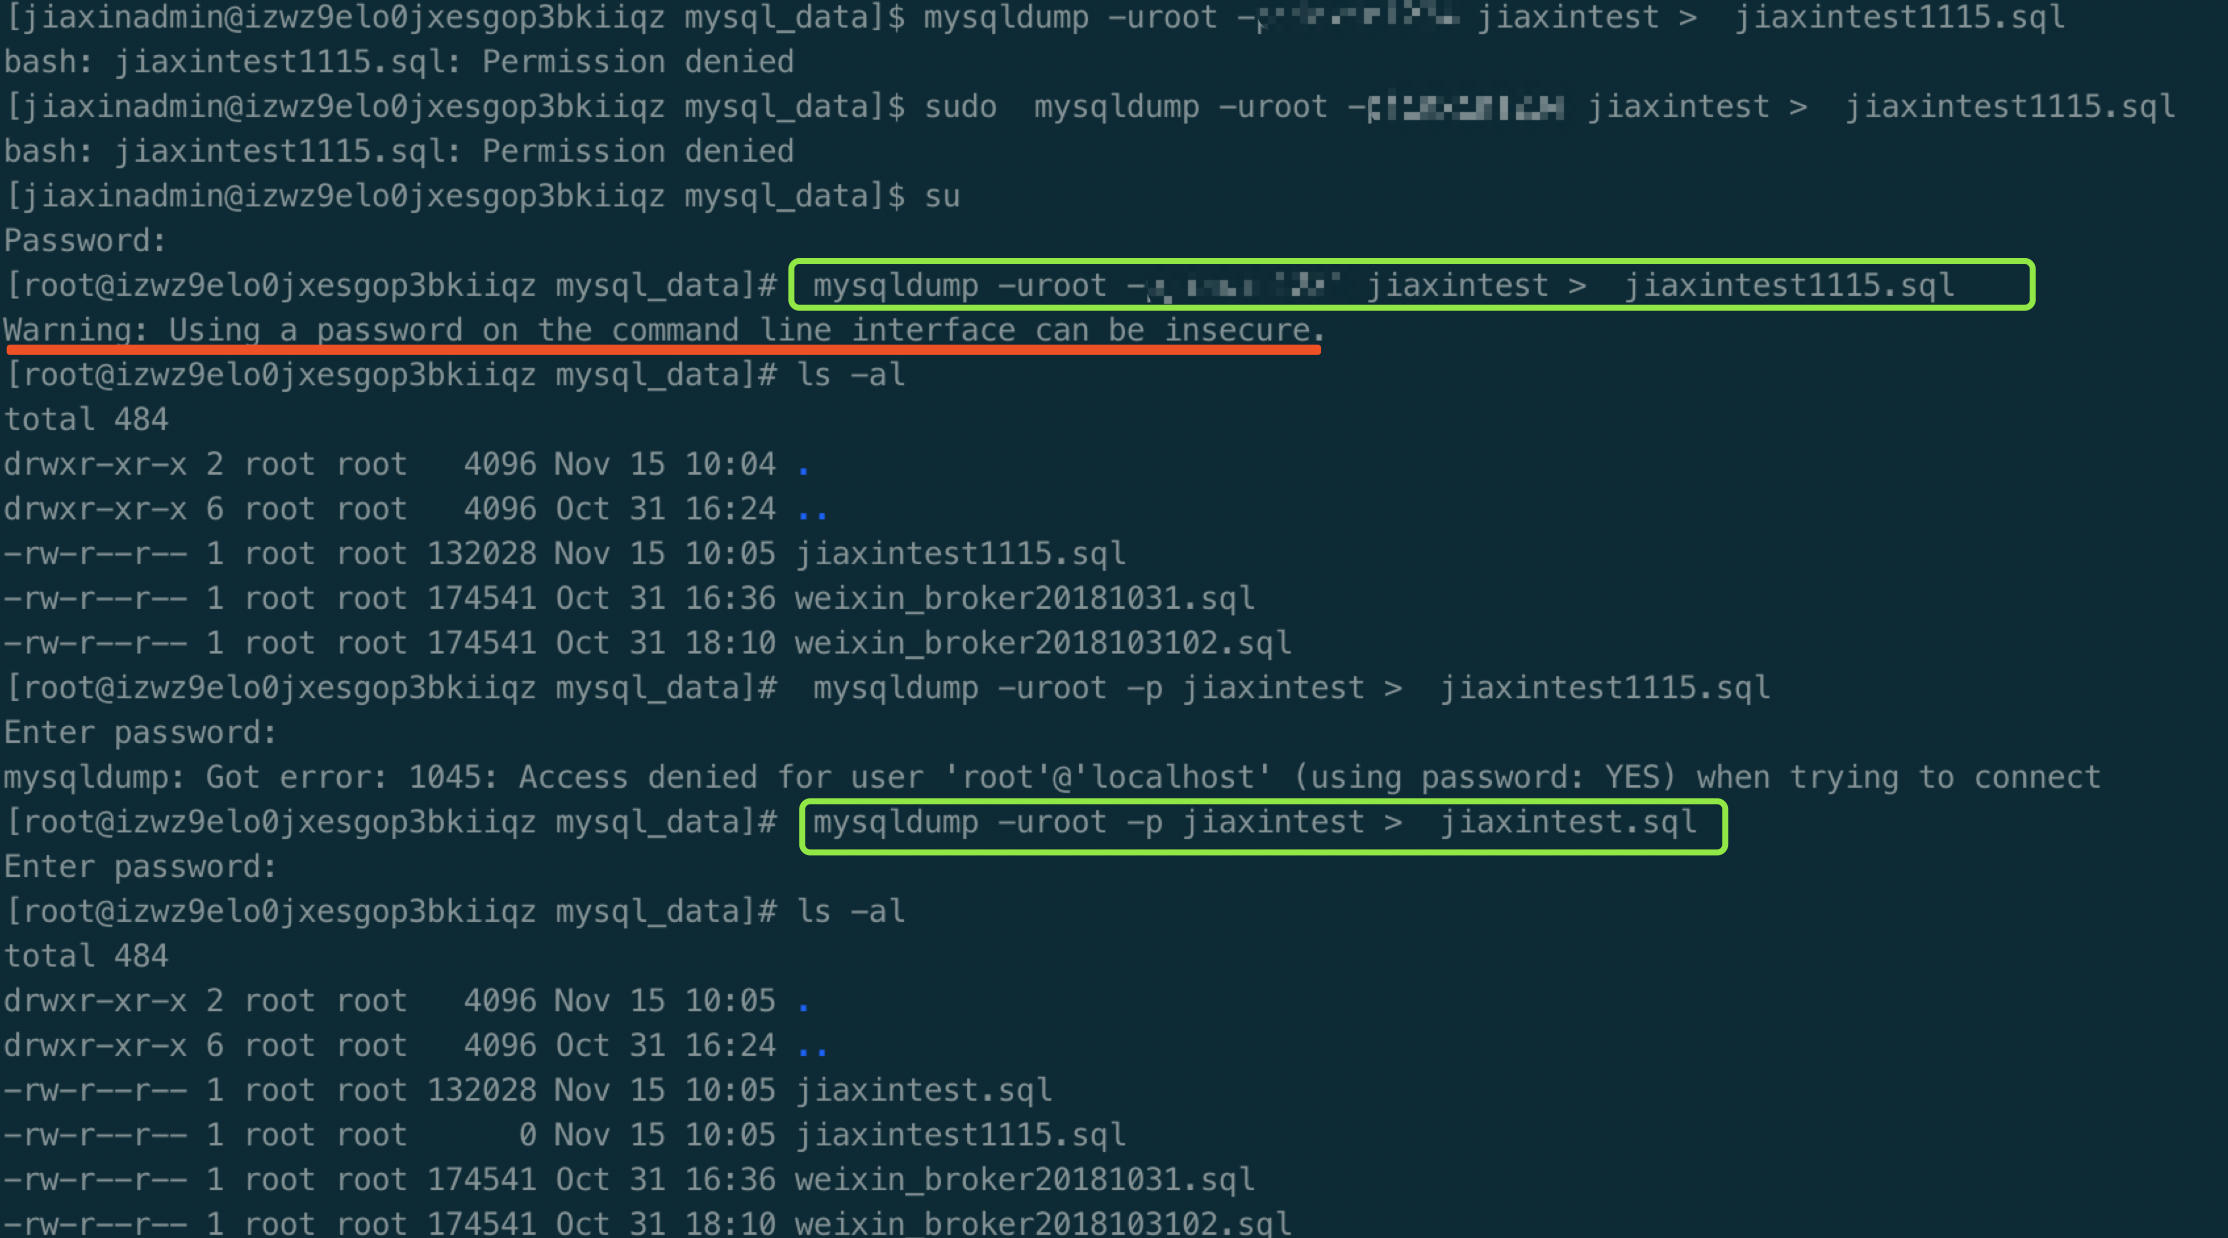 [jiaxinadmin@izwz9elo0jxesgop3bkiiqz mysql_data]$ mysqldump -uroot -p jiaxintest >  jiaxintest1115.sql
bash: jiaxintest1115.sql: Permission denied
[jiaxinadmin@izwz9elo0jxesgop3bkiiqz mysql_data]$ sudo  mysqldump -uroot -p jiaxintest >  jiaxintest1115.sql
bash: jiaxintest1115.sql: Permission denied
[jiaxinadmin@izwz9elo0jxesgop3bkiiqz mysql_data]$ su
Password:
[root@izwz9elo0jxesgop3bkiiqz mysql_data]#  mysqldump -uroot - jiaxintest >  jiaxintest1115.sql
Warning: Using a password on the command line interface can be insecure.
[root@izwz9elo0jxesgop3bkiiqz mysql_data]# ls -al
total 484
drwxr-xr-x 2 root root   4096 Nov 15 10:04 .
drwxr-xr-x 6 root root   4096 Oct 31 16:24 ..
-rw-r--r-- 1 root root 132028 Nov 15 10:05 jiaxintest1115.sql
-rw-r--r-- 1 root root 174541 Oct 31 16:36 weixin_broker20181031.sql
-rw-r--r-- 1 root root 174541 Oct 31 18:10 weixin_broker2018103102.sql
[root@izwz9elo0jxesgop3bkiiqz mysql_data]#  mysqldump -uroot -p jiaxintest >  jiaxintest1115.sql
Enter password:
mysqldump: Got error: 1045: Access denied for user 'root'@'localhost' (using password: YES) when trying to connect
[root@izwz9elo0jxesgop3bkiiqz mysql_data]#  mysqldump -uroot -p jiaxintest >  jiaxintest.sql
Enter password:
[root@izwz9elo0jxesgop3bkiiqz mysql_data]# ls -al
total 484
drwxr-xr-x 2 root root   4096 Nov 15 10:05 .
drwxr-xr-x 6 root root   4096 Oct 31 16:24 ..
-rw-r--r-- 1 root root 132028 Nov 15 10:05 jiaxintest.sql
-rw-r--r-- 1 root root      0 Nov 15 10:05 jiaxintest1115.sql
-rw-r--r-- 1 root root 174541 Oct 31 16:36 weixin_broker20181031.sql
-rw-r--r-- 1 root root 174541 Oct 31 18:10 weixin_broker2018103102.sql